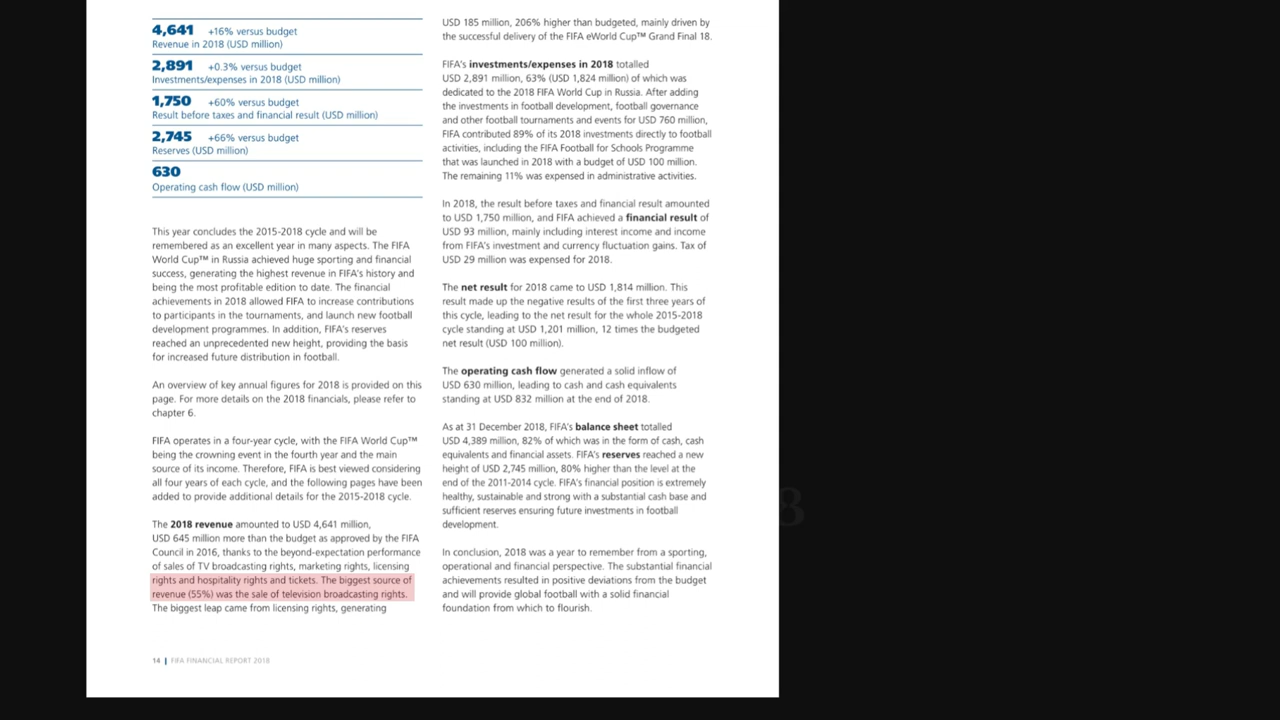 4,641 +16% versus budget
Revenue in 2018 (USD million)
2,891 +0.3% versus budget
Investments/expenses in 2018 (USD million)
1,750 +60% versus budget
Result before taxes and financial result (USD million)
2,745 +66% versus budget
Reserves (USD million)
630
Operating cash flow (USD million)
This year concludes the 2015-2018 cycle and will be
remembered as an excellent year in many aspects. The FIFA
World Cup™ in Russia achieved huge sporting and financial
success, generating the highest revenue in FIFA's history and
being the most profitable edition to date. The financial
achievements in 2018 allowed FIFA to increase contributions
to participants in the tournaments, and launch new football
development programmes. In addition, FIFA's reserves
reached an unprecedented new height, providing the basis
for increased future distribution in football.
An overview of key annual figures for 2018 is provided on this
page. For more details on the 2018 financials, please refer to
chapter 6.
FIFA operates in a four-year cycle, with the FIFA World Cup™
being the crowning event in the fourth year and the main
source of its income. Therefore, FIFA is best viewed considering
all four years of each cycle, and the following pages have been
added to provide additional details for the 2015-2018 cycle.
The 2018 revenue amounted to USD 4,641 million,
USD 645 million more than the budget as approved by the FIFA
Council in 2016, thanks to the beyond-expectation performance
of sales of TV broadcasting rights, marketing rights, licensing
rights and hospitality rights and tickets. The biggest source of
revenue (55%) was the sale of television broadcasting rights.
The biggest leap came from licensing rights, generating
USD 185 million, 206% higher than budgeted, mainly driven by
the successful delivery of the FIFA eWorld Cup™ Grand Final 18.
FIFA's investments/expenses in 2018 totalled
USD 2,891 million, 63% (USD 1,824 million) of which was
dedicated to the 2018 FIFA World Cup in Russia. After adding
the investments in football development, football governance
and other football tournaments and events for USD 760 million,
FIFA contributed 89% of its 2018 investments directly to football
activities, including the FIFA Football for Schools Programme
that was launched in 2018 with a budget of USD 100 million.
The remaining 11% was expensed in administrative activities.
In 2018, the result before taxes and financial result amounted
to USD 1,750 million, and FIFA achieved a financial result of
USD 93 million, mainly including interest income and income
from FIFA's investment and currency fluctuation gains. Tax of
USD 29 million was expensed for 2018.
The net result for 2018 came to USD 1,814 million. This
result made up the negative results of the first three years of
this cycle, leading to the net result for the whole 2015-2018
cycle standing at USD 1,201 million, 12 times the budgeted
net result (USD 100 million).
The operating cash flow generated a solid inflow of
USD 630 million, leading to cash and cash equivalents
standing at USD 832 million at the end of 2018.
As at 31 December 2018, FIFA's balance sheet totalled
USD 4,389 million, 82% of which was in the form of cash, cash
equivalents and financial assets. FIFA's reserves reached a new
height of USD 2,745 million, 80% higher than the level at the
end of the 2011-2014 cycle. FIFA's financial position is extremely
healthy, sustainable and strong with a substantial cash base and
sufficient reserves ensuring future investments in football
development.
In conclusion, 2018 was a year to remember from a sporting,
operational and financial perspective. The substantial financial
achievements resulted in positive deviations from the budget
and will provide global football with a solid financial
foundation from which to flourish.
14 | FIFA FINANCIAL REPORT 2018